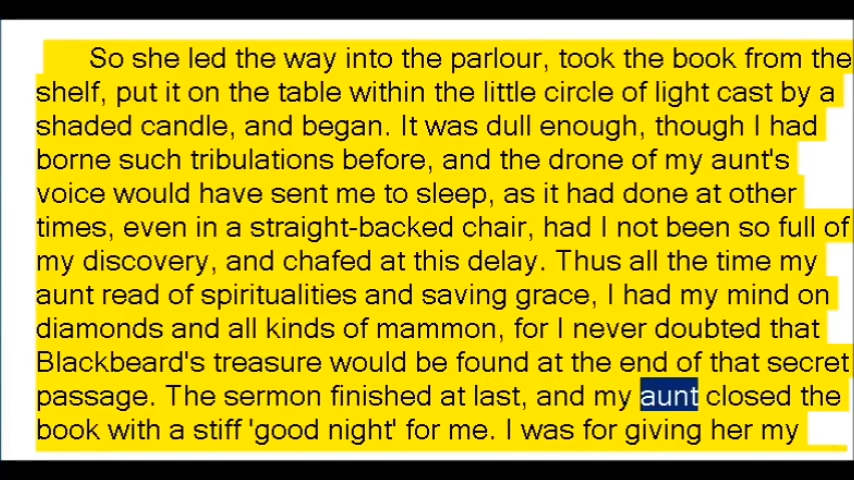 So she led the way into the parlour, took the book from the
shelf, put it on the table within the little circle of light cast by a
shaded candle, and began. It was dull enough, though I had
borne such tribulations before, and the drone of my aunt's
voice would have sent me to sleep, as it had done at other
times, even in a straight-backed chair, had I not been so full of
my discovery, and chafed at this delay. Thus all the time my
aunt read of spiritualities and saving grace, I had my mind on
diamonds and all kinds of mammon, for I never doubted that
Blackbeard's treasure would be found at the end of that secret
passage. The sermon finished at last, and my aunt closed the
book with a stiff 'good night' for me. I was for giving her my